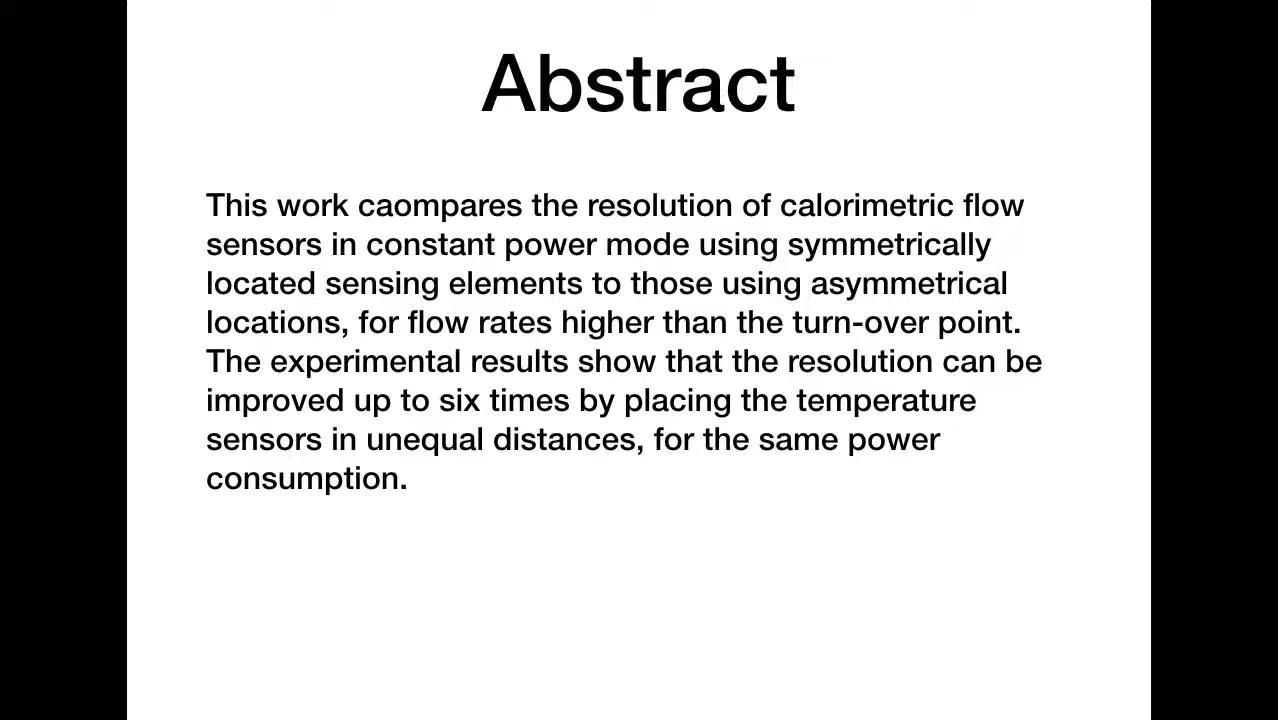 Abstract
This work caompares the resolution of calorimetric flow
sensors in constant power mode using symmetrically
located sensing elements to those using asymmetrical
locations, for flow rates higher than the turn-over point.
The experimental results show that the resolution can be
improved up to six times by placing the temperature
sensors in unequal distances, for the same power
consumption.